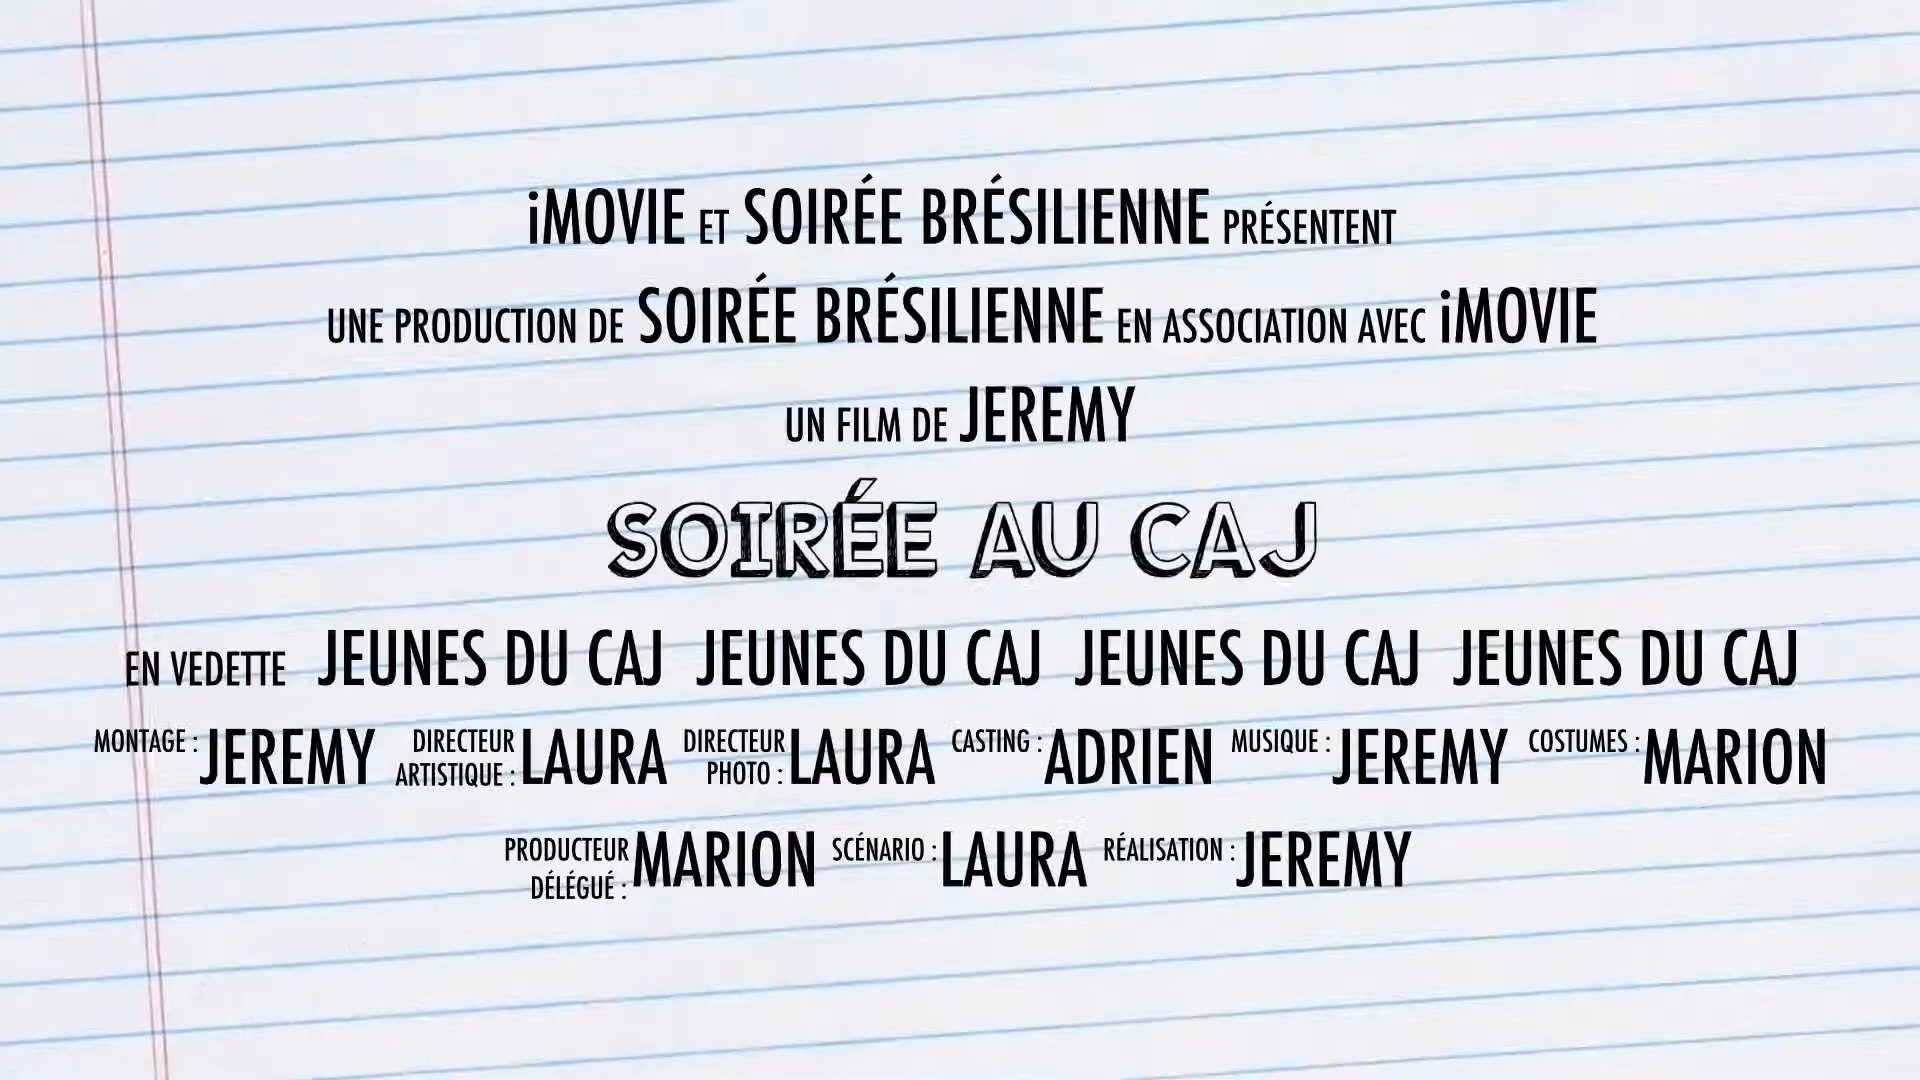 iMOVIE ET SOIRÉE BRÉSILIENNE PRÉSENTENT
UNE PRODUCTION DE SOIRÉE BRÉSILIENNE EN ASSOCIATION AVEC iMOVIE
UN FILM DE JEREMY
SOIRÉE AU CAJ
EN VEDETTE JEUNES DU CAJ JEUNES DU CAJ JEUNES DU CAJ JEUNES DU CAJ
MONTAGE : JEREMY DIRECTEUR ARTISTIQUE : LAURA DIRECTEUR PHOTO : LAURA CASTING : ADRIEN MUSIQUE : JEREMY COSTUMES : MARION
PRODUCTEUR DÉLÉGUÉ : MARION SCÉNARIO : LAURA RÉALISATION : JEREMY